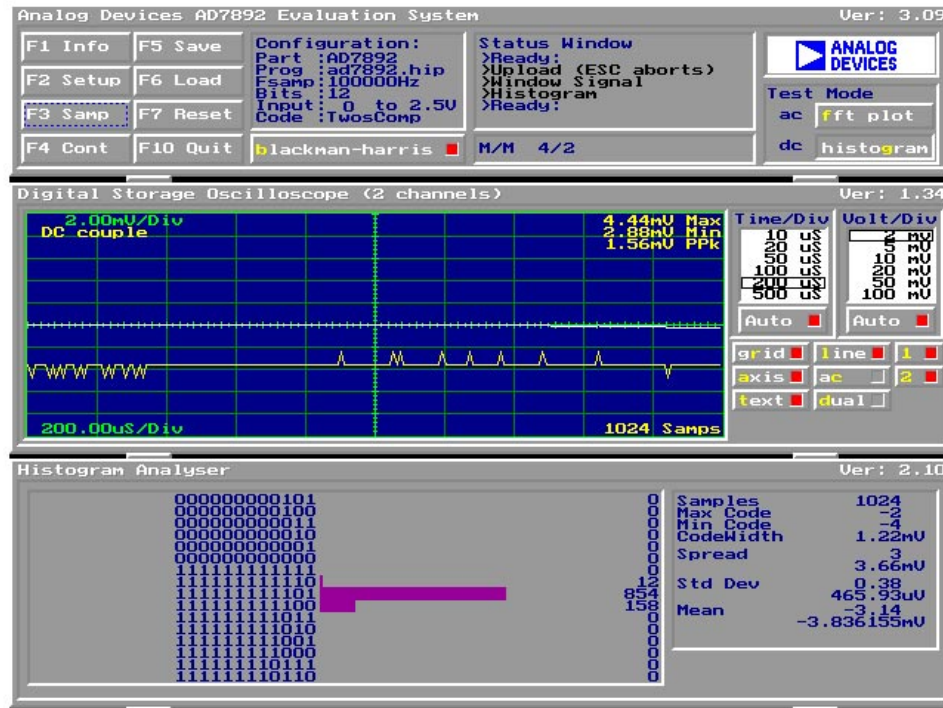 Analog Devices AD7892 Evaluation System Ver: 3.09
F1 Info F5 Save
F2 Setup F6 Load
F3 Samp F7 Reset
F4 Cont F10 Quit
Configuration:
Part :AD7892
Prog :ad7892.hip
Fsamp:100000Hz
Bits :12
Input: 0 to 2.5V
Code :TwosComp
blackman-harris
Status Window
>Ready:
>Upload (ESC aborts)
>Window Signal
>Histogram
>Ready:
M/M 4/2
ANALOG
DEVICES
Test Mode
ac fft plot
dc histogram
Digital Storage Oscilloscope (2 channels) Ver: 1.34
2.00mV/Div
DC couple
4.44mV Max
2.88mV Min
1.56mV PPk
200.00uS/Div
1024 Samps
Time/Div
10 uS
20 uS
50 uS
100 uS
200 uS
500 uS
Auto
Volt/Div
2 mV
5 mV
10 mV
20 mV
50 mV
100 mV
Auto
grid line 1
axis ac 2
text dual
Histogram Analyser Ver: 2.10
000000000101 0
000000000100 0
000000000011 0
000000000010 0
000000000001 0
000000000000 0
111111111111 0
111111111110 12
111111111101 854
111111111100 158
111111111011 0
111111111010 0
111111111001 0
111111111000 0
111111110111 0
111111110110 0
Samples 1024
Max Code -2
Min Code -4
CodeWidth 1.22mV
Spread 3
3.66mV
Std Dev 0.38
465.93uV
Mean -3.14
-3.836155mV